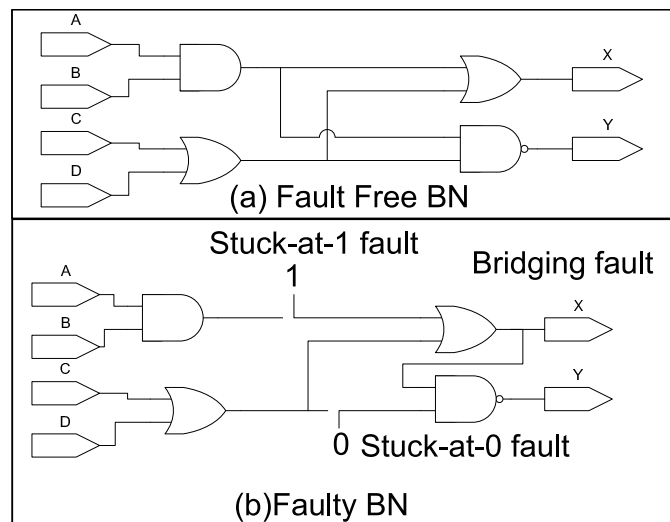 A
B
C
D
X
Y
(a) Fault Free BN
Stuck-at-1 fault
1
Bridging fault
A
B
C
D
X
Y
0
Stuck-at-0 fault
(b)Faulty BN